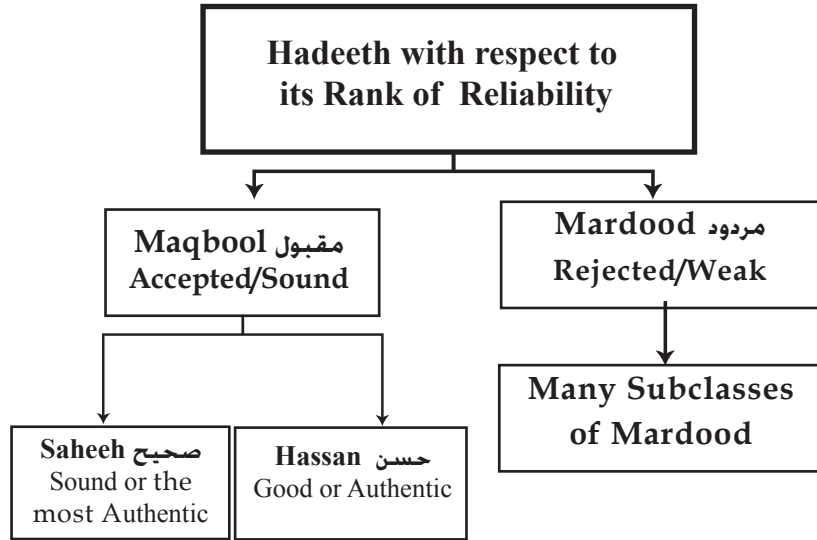 Hadeeth with respect to
its Rank of Reliability
Maqbool مقبول
Accepted/Sound
Mardood مردود
Rejected/Weak
Saheeh صحيح
Sound or the
most Authentic
Hassan حسن
Good or Authentic
Many Subclasses
of Mardood